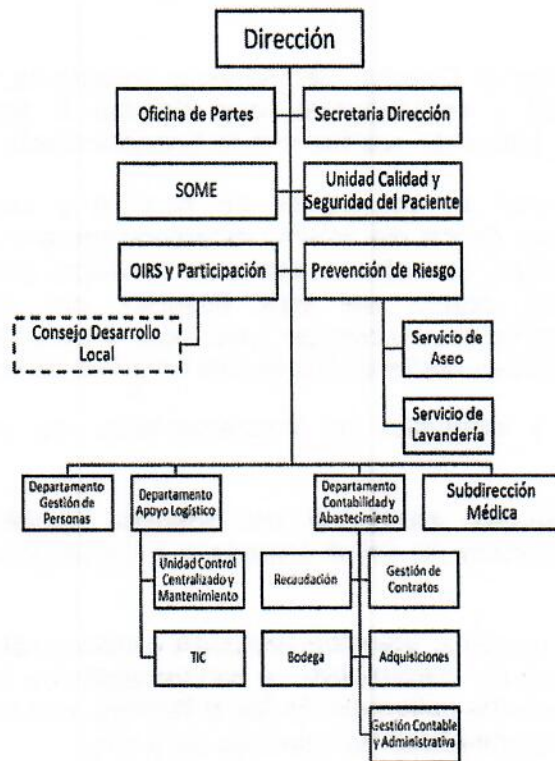 Dirección
Oficina de Partes
Secretaria Dirección
SOME
Unidad Calidad y
Seguridad del Paciente
OIRS y Participación
Prevención de Riesgo
Consejo Desarrollo
Local
Servicio de
Aseo
Servicio de
Lavandería
Departamento
Gestión de
Personas
Departamento
Apoyo Logístico
Departamento
Contabilidad y
Abastecimiento
Subdirección
Médica
Unidad Control
Centralizado y
Mantenimiento
Recaudación
Gestión de
Contratos
TIC
Bodega
Adquisiciones
Gestión Contable
y Administrativa